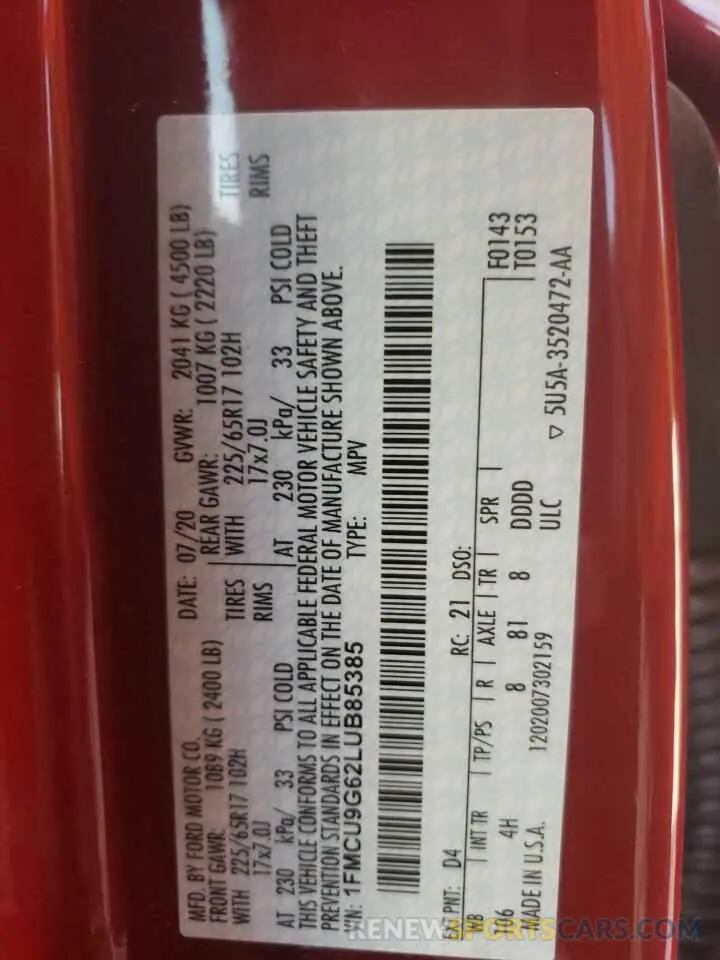 MFD. BY FORD MOTOR CO.
DATE: 07/20 GVWR: 2041 KG ( 4500 LB)
FRONT GAWR: 1089 KG ( 2400 LB) REAR GAWR: 1007 KG ( 2220 LB)
WITH 225/65R17 102H TIRES WITH 225/65R17 102H TIRES
17x7.0J RIMS 17x7.0J RIMS
AT 230 kPa/ 33 PSI COLD AT 230 kPa/ 33 PSI COLD
THIS VEHICLE CONFORMS TO ALL APPLICABLE FEDERAL MOTOR VEHICLE SAFETY AND THEFT
PREVENTION STANDARDS IN EFFECT ON THE DATE OF MANUFACTURE SHOWN ABOVE.
VIN: 1FMCU9G62LUB85385 TYPE: MPV
F0143
T0153
EXT PNT: D4 RC: 21 DSO:
WB INT TR TP/PS R AXLE TR SPR
4H 8 81 8 DDDD
MADE IN U.S.A. 1202007302159 ULC
▽ 5U5A-3520472-AA
RENEWSPORTSCARS.COM